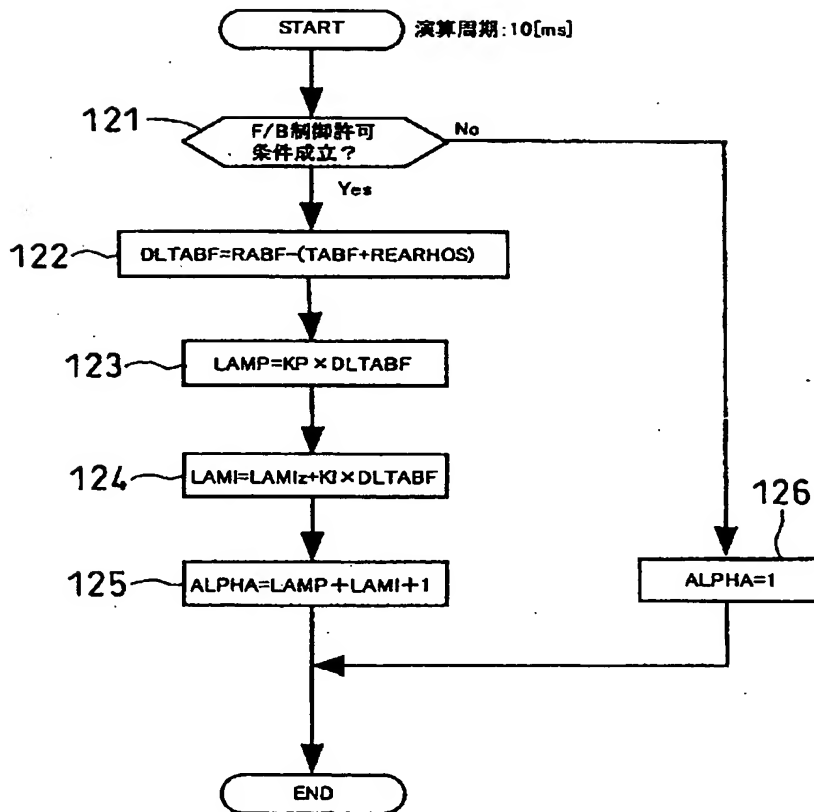 START
演算周期:10[ms]
121
F/B制御許可
条件成立?
No
Yes
122
DLTABF=RABF-(TABF+REARHOS)
123
LAMP=KP×DLTABF
124
LAMI=LAMIz+KI×DLTABF
125
ALPHA=LAMP+LAMI+1
126
ALPHA=1
END